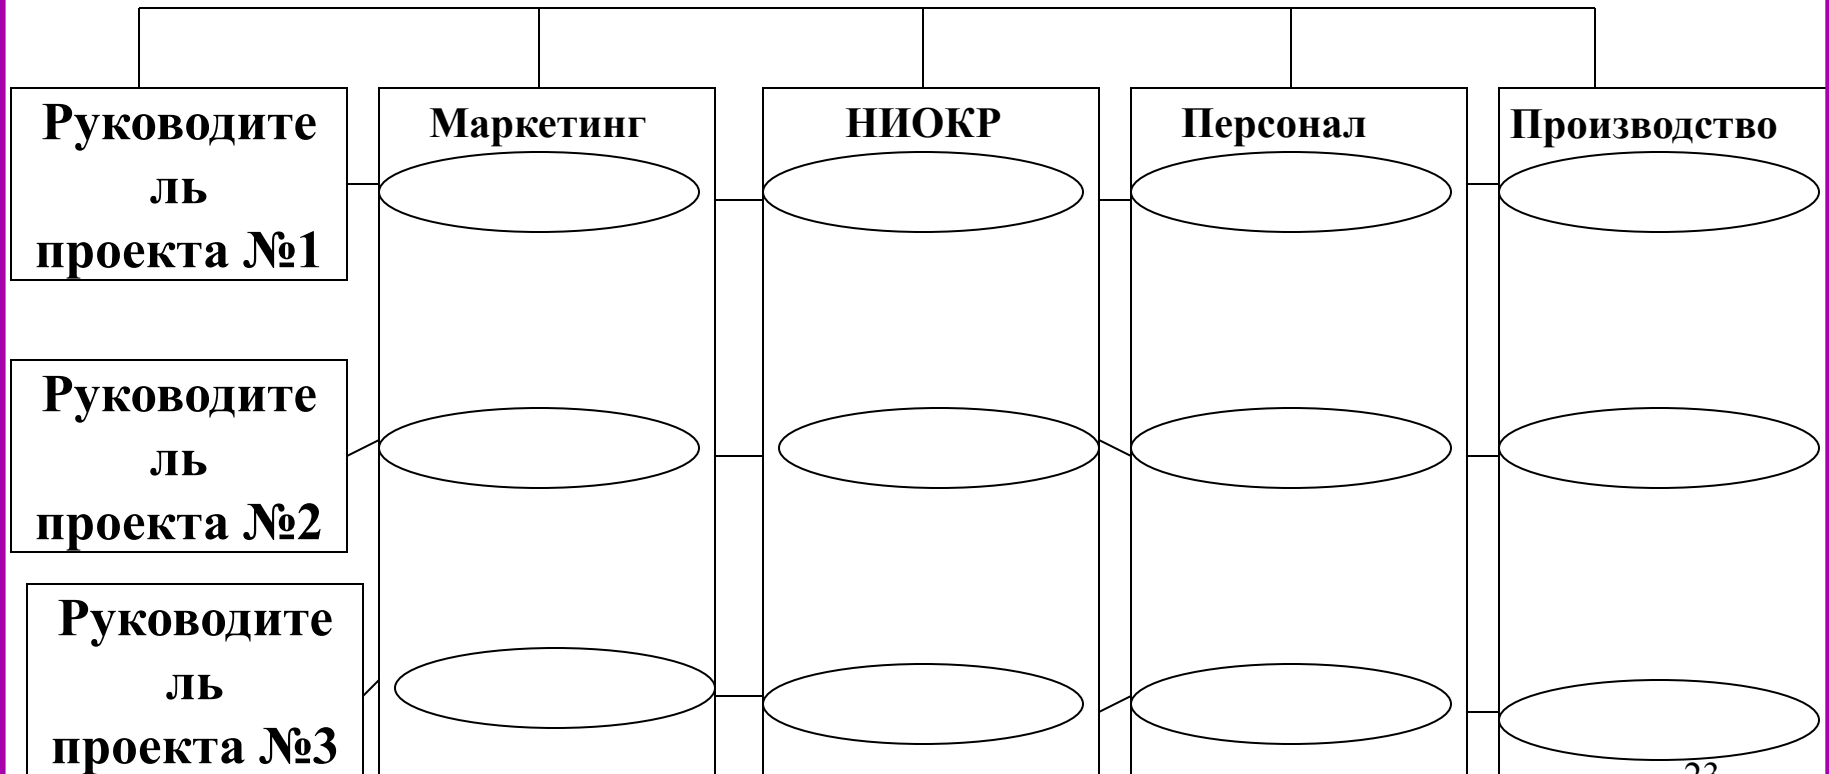 Руководите
ль
проекта №1
Маркетинг
НИОКР
Персонал
Производство
Руководите
ль
проекта №2
Руководите
ль
проекта №3